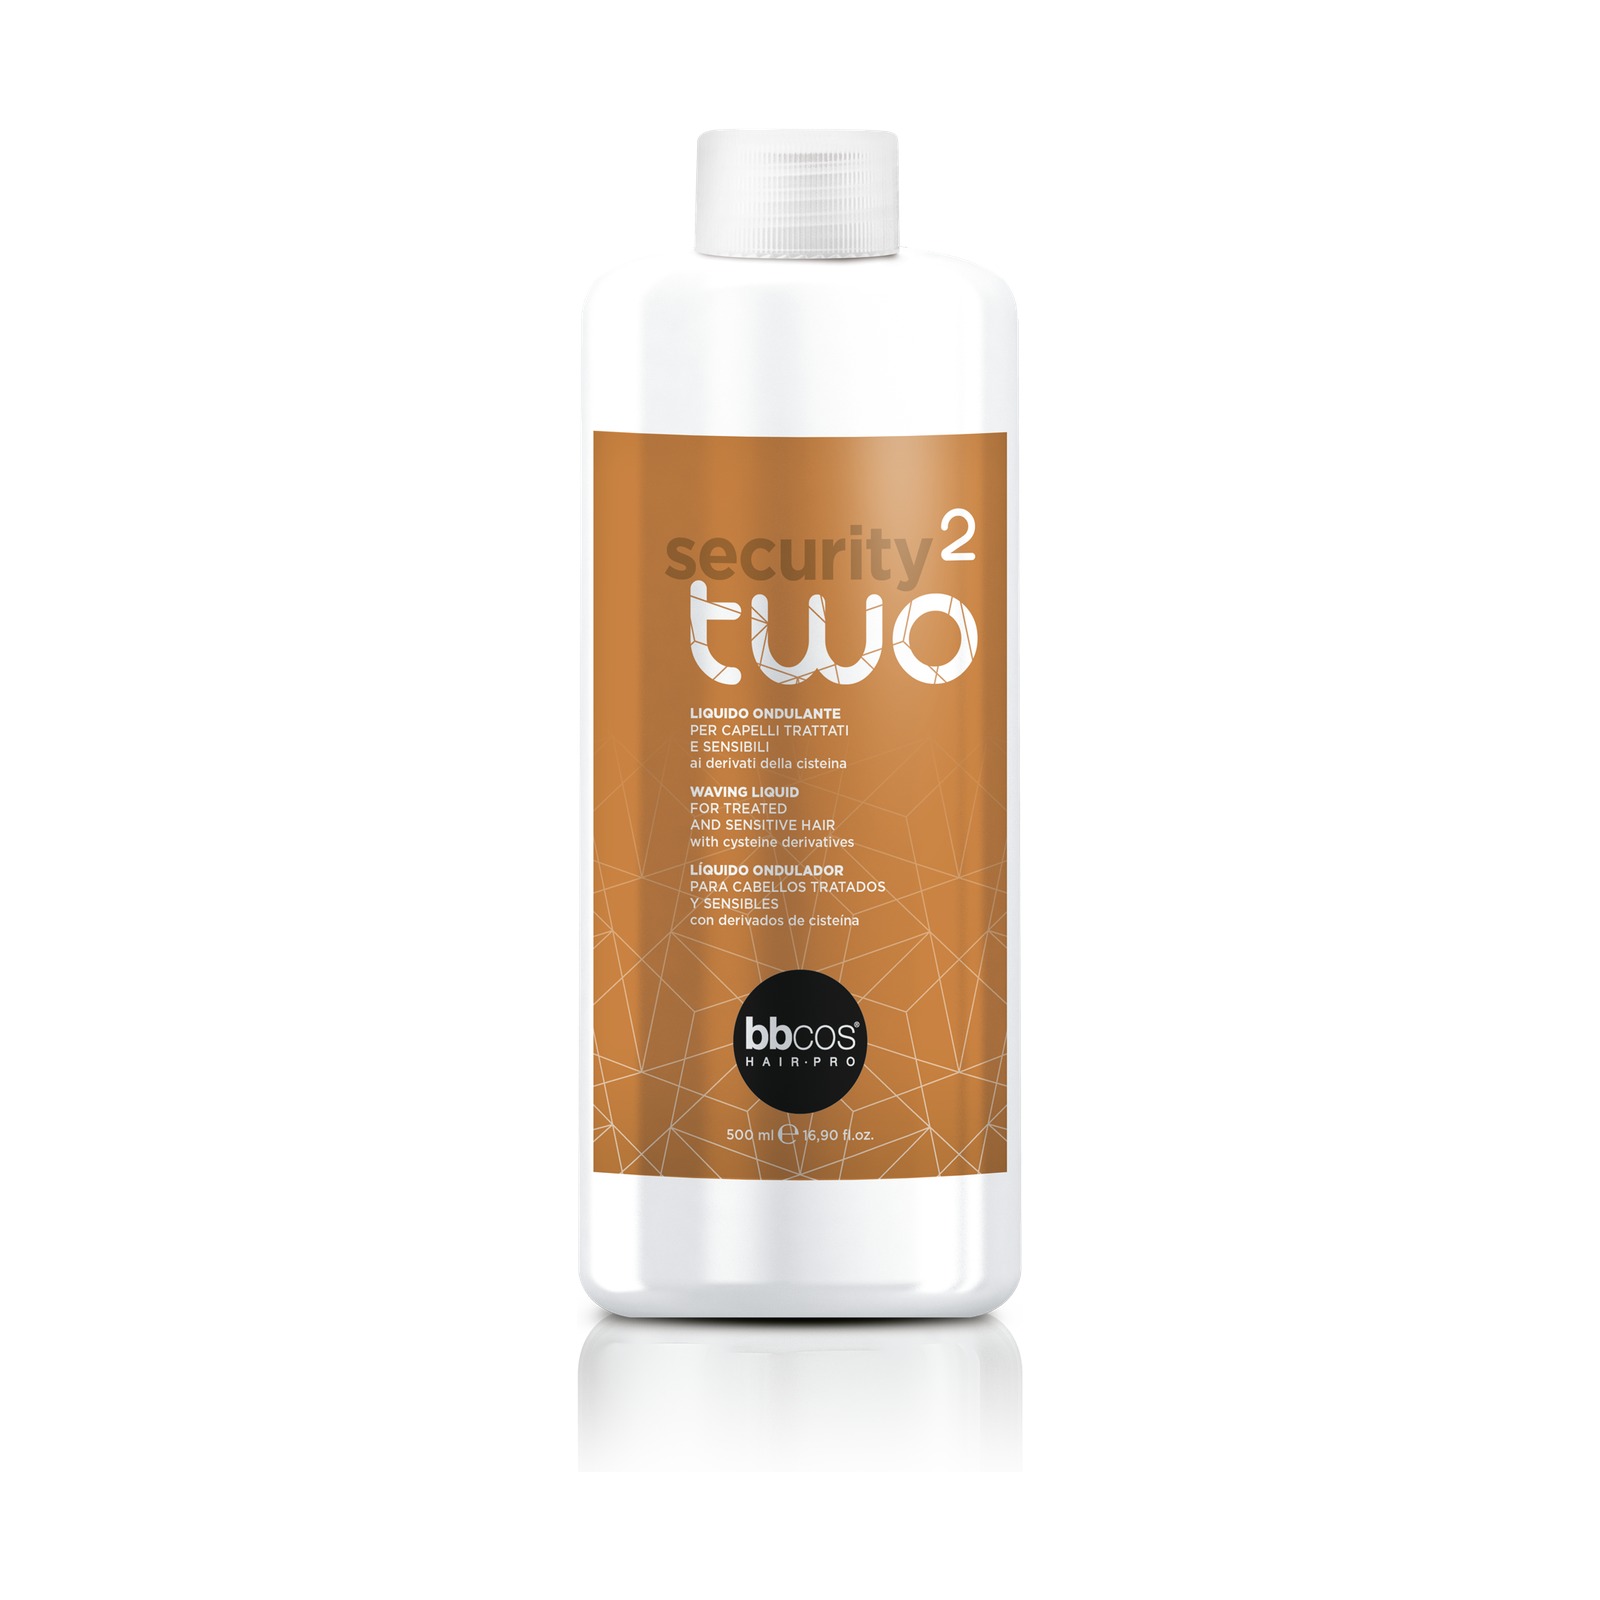 security 2
two
LIQUIDO ONDULANTE
PER CAPELLI TRATTATI
E SENSIBILI
ai derivati della cisteina
WAVING LIQUID
FOR TREATED
AND SENSITIVE HAIR
with cysteine derivatives
LÍQUIDO ONDULADOR
PARA CABELLOS TRATADOS
Y SENSIBLES
con derivados de cisteína
bbcos®
HAIR·PRO
500 ml ℮ 16,90 fl.oz.